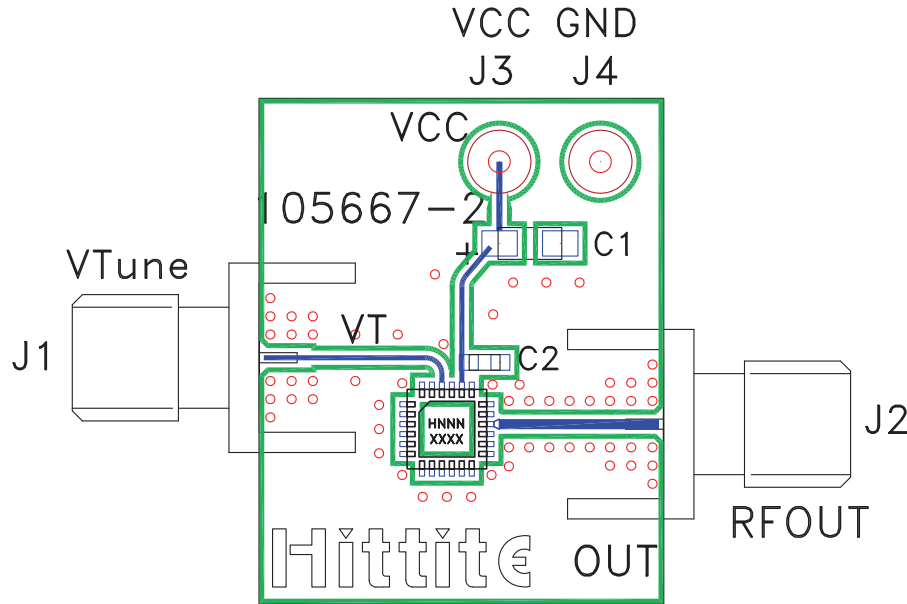 VCC GND
J3 J4
VCC
105667-2
+
C1
VTune
VT
J1
C2
HNNN
XXXX
J2
RFOUT
OUT
Hittite